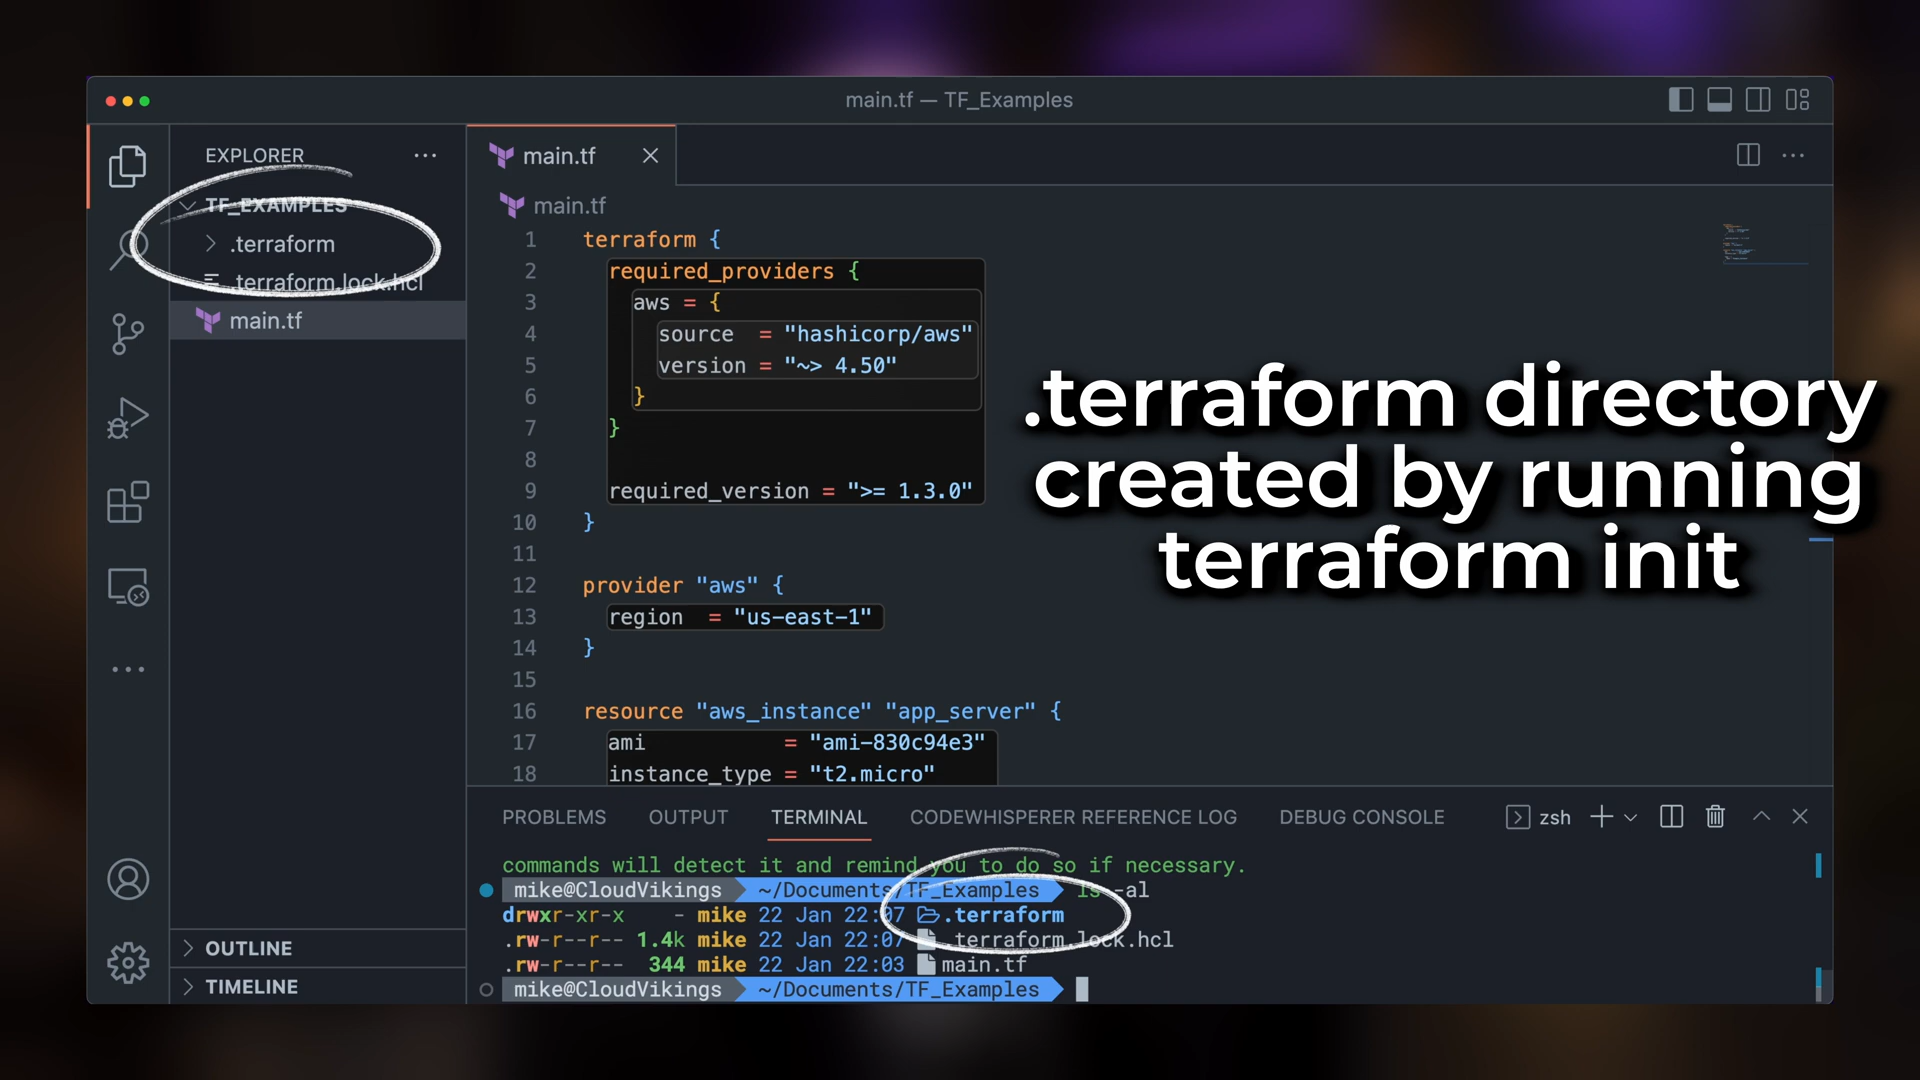 main.tf — TF_Examples
EXPLORER
TF_EXAMPLES
.terraform
.terraform.lock.hcl
main.tf
OUTLINE
TIMELINE
main.tf
main.tf
1 terraform {
2 required_providers {
3 aws = {
4 source = "hashicorp/aws"
5 version = "~> 4.50"
6 }
7 }
8
9 required_version = ">= 1.3.0"
10 }
11
12 provider "aws" {
13 region = "us-east-1"
14 }
15
16 resource "aws_instance" "app_server" {
17 ami = "ami-830c94e3"
18 instance_type = "t2.micro"
.terraform directory
created by running
terraform init
PROBLEMS OUTPUT TERMINAL CODEWHISPERER REFERENCE LOG DEBUG CONSOLE zsh
commands will detect it and remind you to do so if necessary.
mike@CloudVikings ~/Documents/TF_Examples ls -al
drwxr-xr-x - mike 22 Jan 22:07 .terraform
.rw-r--r-- 1.4k mike 22 Jan 22:07 .terraform.lock.hcl
.rw-r--r-- 344 mike 22 Jan 22:03 main.tf
mike@CloudVikings ~/Documents/TF_Examples